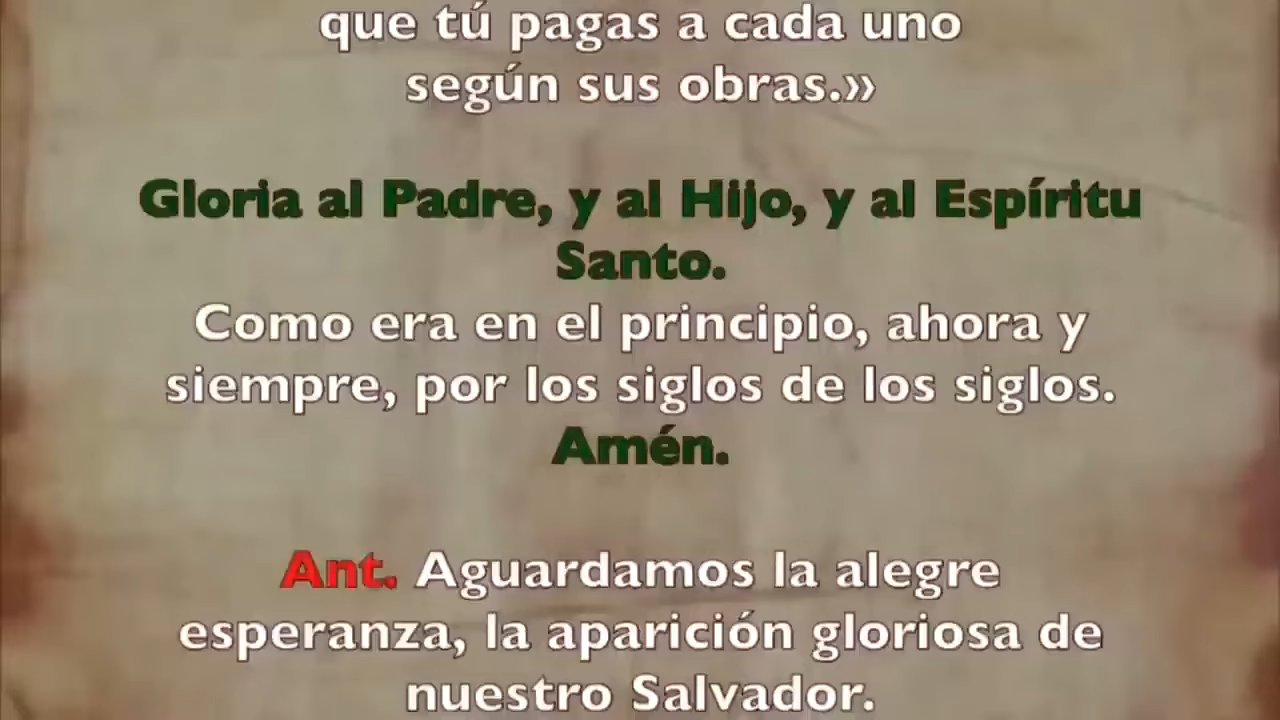 que tú pagas a cada uno
según sus obras.»
Gloria al Padre, y al Hijo, y al Espíritu
Santo.
Como era en el principio, ahora y
siempre, por los siglos de los siglos.
Amén.
Ant. Aguardamos la alegre
esperanza, la aparición gloriosa de
nuestro Salvador.